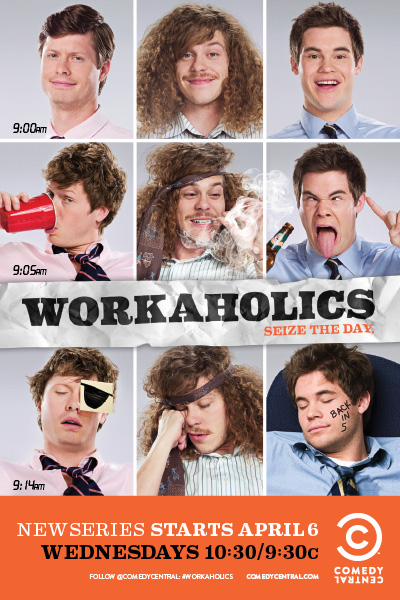 9:00AM
9:05AM
WORKAHOLICS
SEIZE THE DAY.
BACK
IN
5
9:14AM
NEW SERIES STARTS APRIL 6
WEDNESDAYS 10:30/9:30C
COMEDY
CENTRAL
FOLLOW @COMEDYCENTRAL: #WORKAHOLICS COMEDYCENTRAL.COM